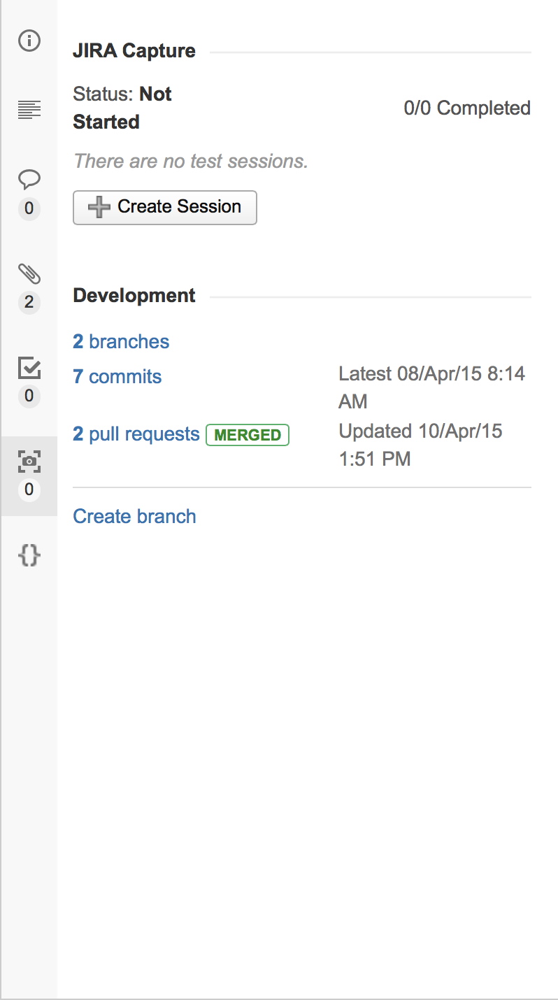 JIRA Capture
Status: Not
Started
0/0 Completed
There are no test sessions.
Create Session
0
2
0
0
Development
2 branches
7 commits
Latest 08/Apr/15 8:14
AM
2 pull requests MERGED
Updated 10/Apr/15
1:51 PM
Create branch
{}